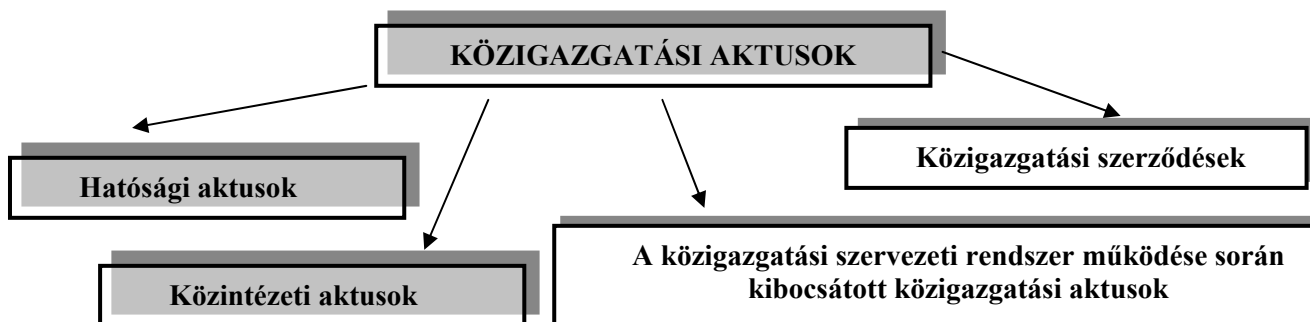 KÖZIGAZGATÁSI AKTUSOK
Közigazgatási szerződések
Hatósági aktusok
A közigazgatási szervezeti rendszer működése során
kibocsátott közigazgatási aktusok
Közintézeti aktusok